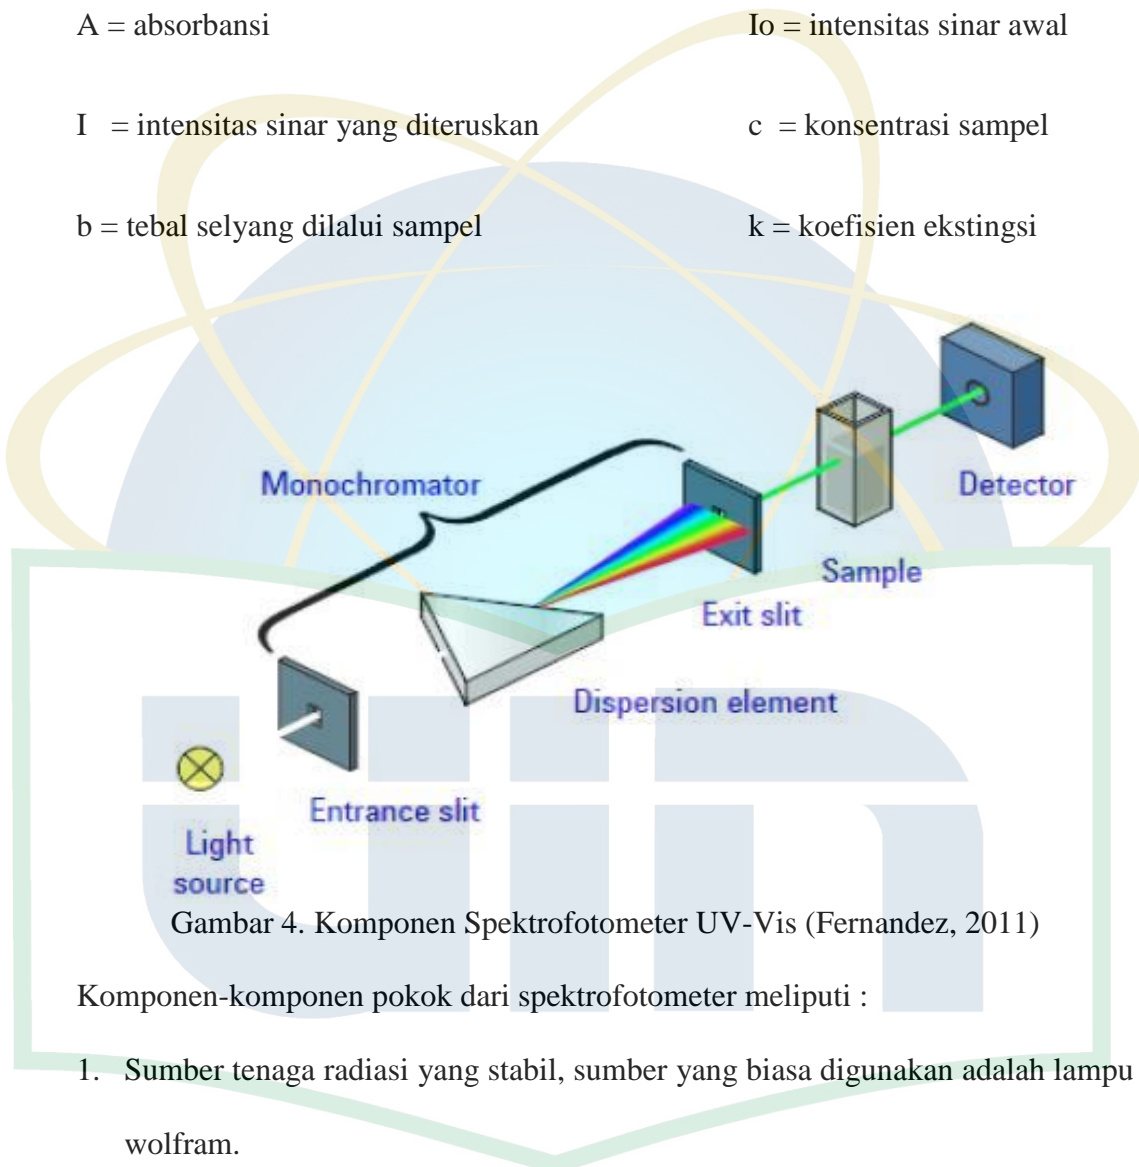 A = absorbansi Io = intensitas sinar awal
I = intensitas sinar yang diteruskan c = konsentrasi sampel
b = tebal selyang dilalui sampel k = koefisien ekstingsi
Monochromator
Detector
Sample
Exit slit
Dispersion element
Entrance slit
Light
source
Gambar 4. Komponen Spektrofotometer UV-Vis (Fernandez, 2011)
Komponen-komponen pokok dari spektrofotometer meliputi :
1. Sumber tenaga radiasi yang stabil, sumber yang biasa digunakan adalah lampu
wolfram.
uin